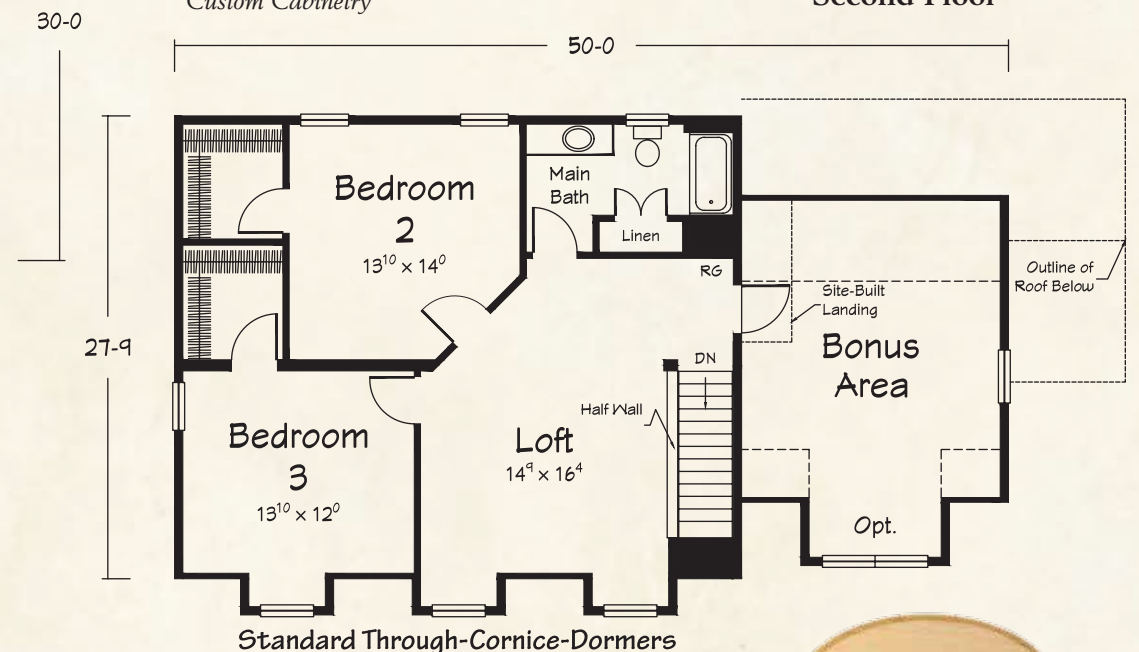 Custom Cabinetry
Second Floor
30-0
50-0
Bedroom
2
13¹⁰ x 14⁰
Main
Bath
Linen
RG
Outline of
Roof Below
Site-Built
Landing
27-9
Bonus
Area
DN
Half Wall
Bedroom
3
13¹⁰ x 12⁰
Loft
14⁹ x 16⁴
Opt.
Standard Through-Cornice-Dormers